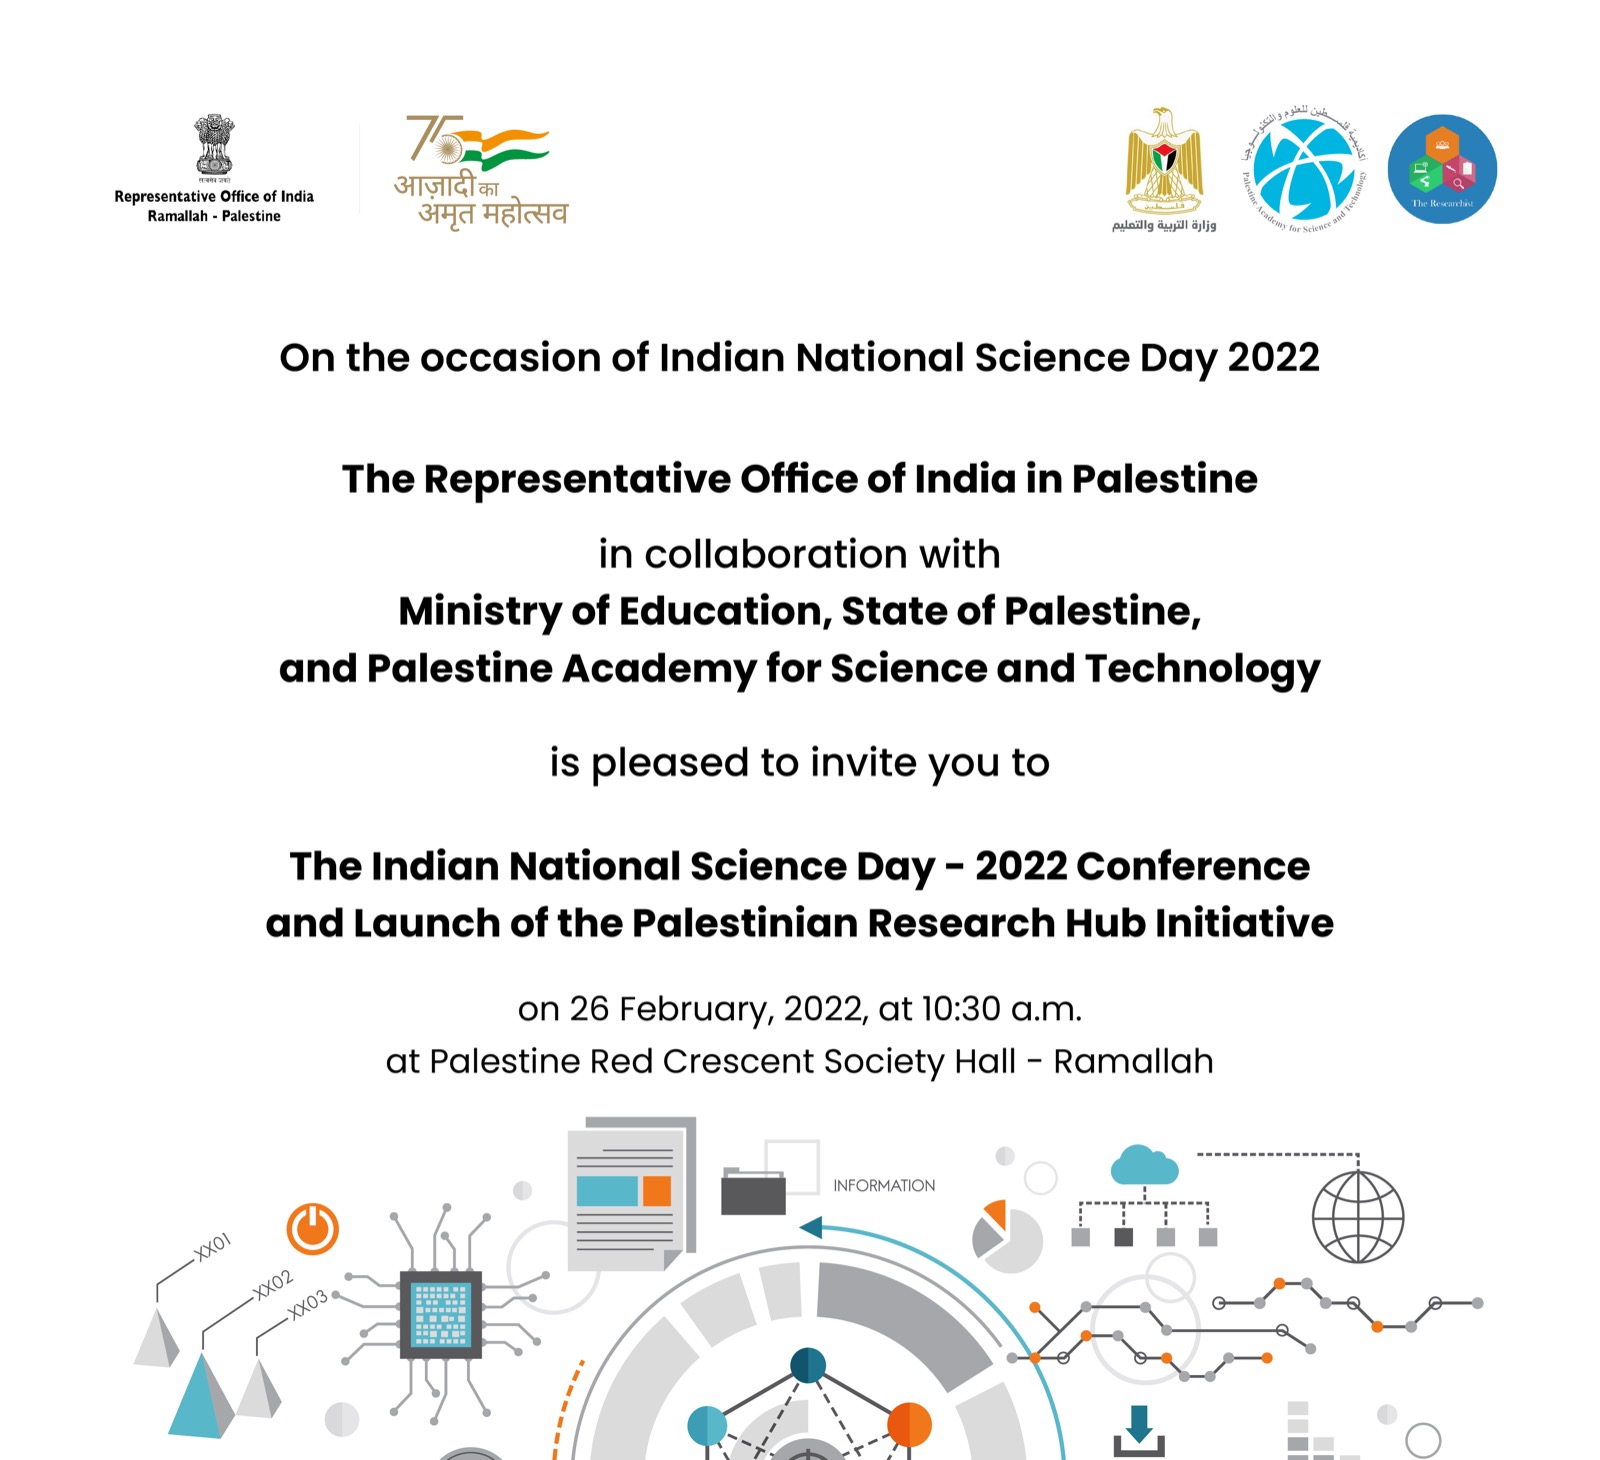 सत्यमेव जयते
Representative Office of India
Ramallah - Palestine
75
आज़ादी का
अमृत महोत्सव
فلسطين
وزارة التربية والتعليم
أكاديمية فلسطين للعلوم والتكنولوجيا
Palestine Academy for Science and Technology
The Researchist
On the occasion of Indian National Science Day 2022
The Representative Office of India in Palestine
in collaboration with
Ministry of Education, State of Palestine,
and Palestine Academy for Science and Technology
is pleased to invite you to
The Indian National Science Day - 2022 Conference
and Launch of the Palestinian Research Hub Initiative
on 26 February, 2022, at 10:30 a.m.
at Palestine Red Crescent Society Hall - Ramallah
INFORMATION
XX01
XX02
XX03